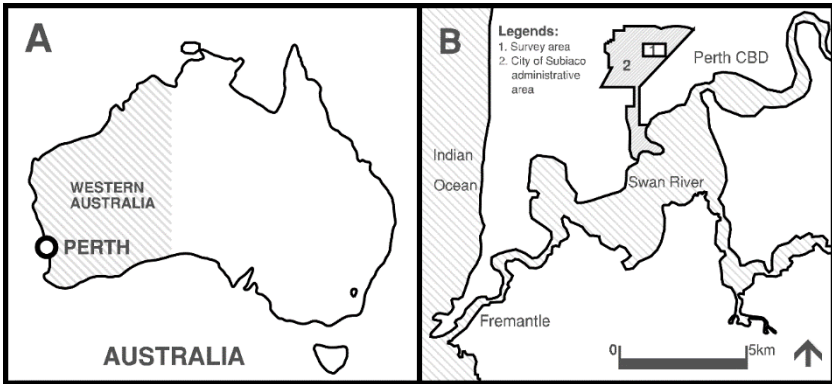 A
WESTERN
AUSTRALIA
PERTH
AUSTRALIA
B
Legends:
1. Survey area
2. City of Subiaco
administrative
area
1
2
Perth CBD
Indian
Ocean
Swan River
Fremantle
0
5km